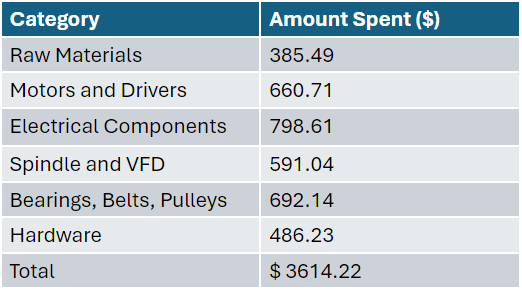 Category Amount Spent ($)
Raw Materials 385.49
Motors and Drivers 660.71
Electrical Components 798.61
Spindle and VFD 591.04
Bearings, Belts, Pulleys 692.14
Hardware 486.23
Total $ 3614.22